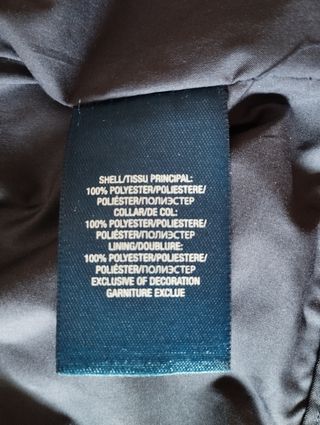 SHELL/TISSU PRINCIPAL:
100% POLYESTER/POLIESTERE/
POLIÉSTER/ПОЛИЭСТЕР
COLLAR/DE COL:
100% POLYESTER/POLIESTERE/
POLIÉSTER/ПОЛИЭСТЕР
LINING/DOUBLURE:
100% POLYESTER/POLIESTERE/
POLIÉSTER/ПОЛИЭСТЕР
EXCLUSIVE OF DECORATION
GARNITURE EXCLUE